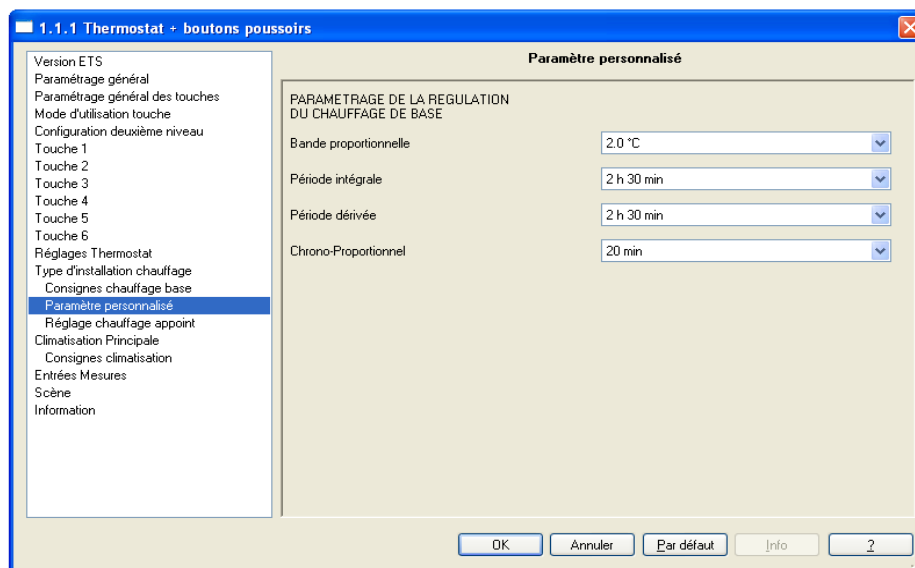 1.1.1 Thermostat + boutons poussoirs
Version ETS
Paramétrage général
Paramétrage général des touches
Mode d'utilisation touche
Configuration deuxième niveau
Touche 1
Touche 2
Touche 3
Touche 4
Touche 5
Touche 6
Réglages Thermostat
Type d'installation chauffage
Consignes chauffage base
Paramètre personnalisé
Réglage chauffage appoint
Climatisation Principale
Consignes climatisation
Entrées Mesures
Scène
Information
Paramètre personnalisé
PARAMETRAGE DE LA REGULATION
DU CHAUFFAGE DE BASE
Bande proportionnelle 2.0 °C
Période intégrale 2 h 30 min
Période dérivée 2 h 30 min
Chrono-Proportionnel 20 min
OK Annuler Par défaut Info ?